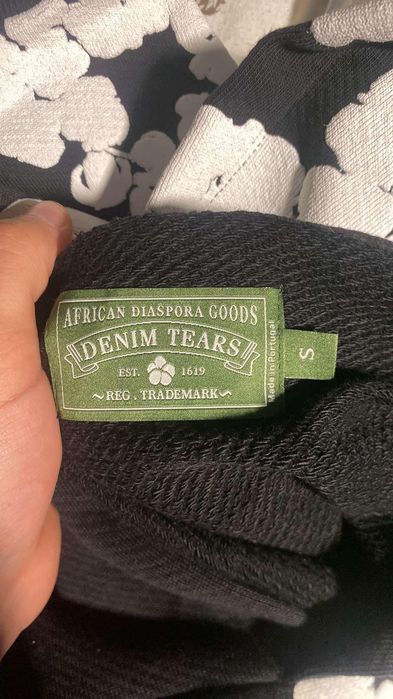 AFRICAN DIASPORA GOODS
DENIM TEARS
EST. 1619
~ REG. TRADEMARK ~
Made in Portugal
S